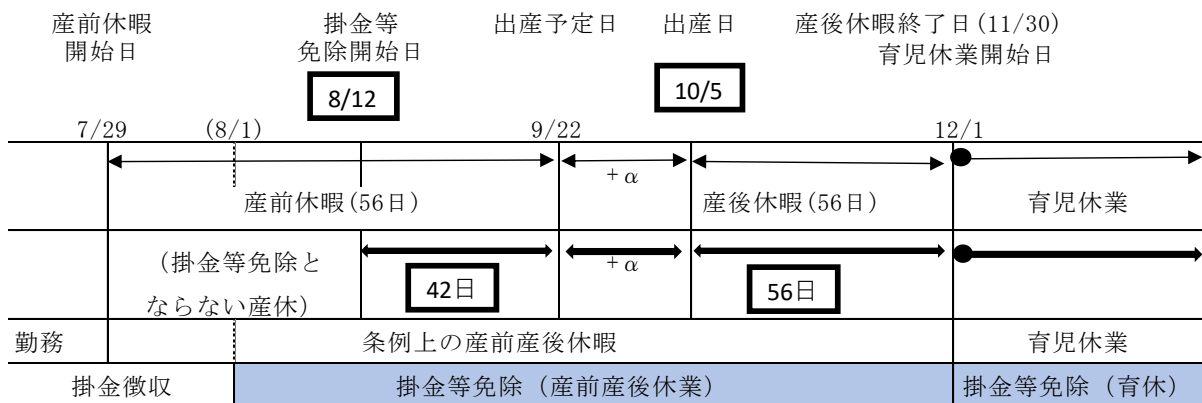 産前休暇
開始日
掛金等
免除開始日
出産予定日
出産日
産後休暇終了日(11/30)
育児休業開始日
8/12
10/5
7/29
(8/1)
9/22
12/1
+α
産前休暇(56日)
産後休暇(56日)
育児休業
(掛金等免除と
ならない産休)
42日
+α
56日
勤務
条例上の産前産後休暇
育児休業
掛金徴収
掛金等免除（産前産後休業）
掛金等免除（育休）